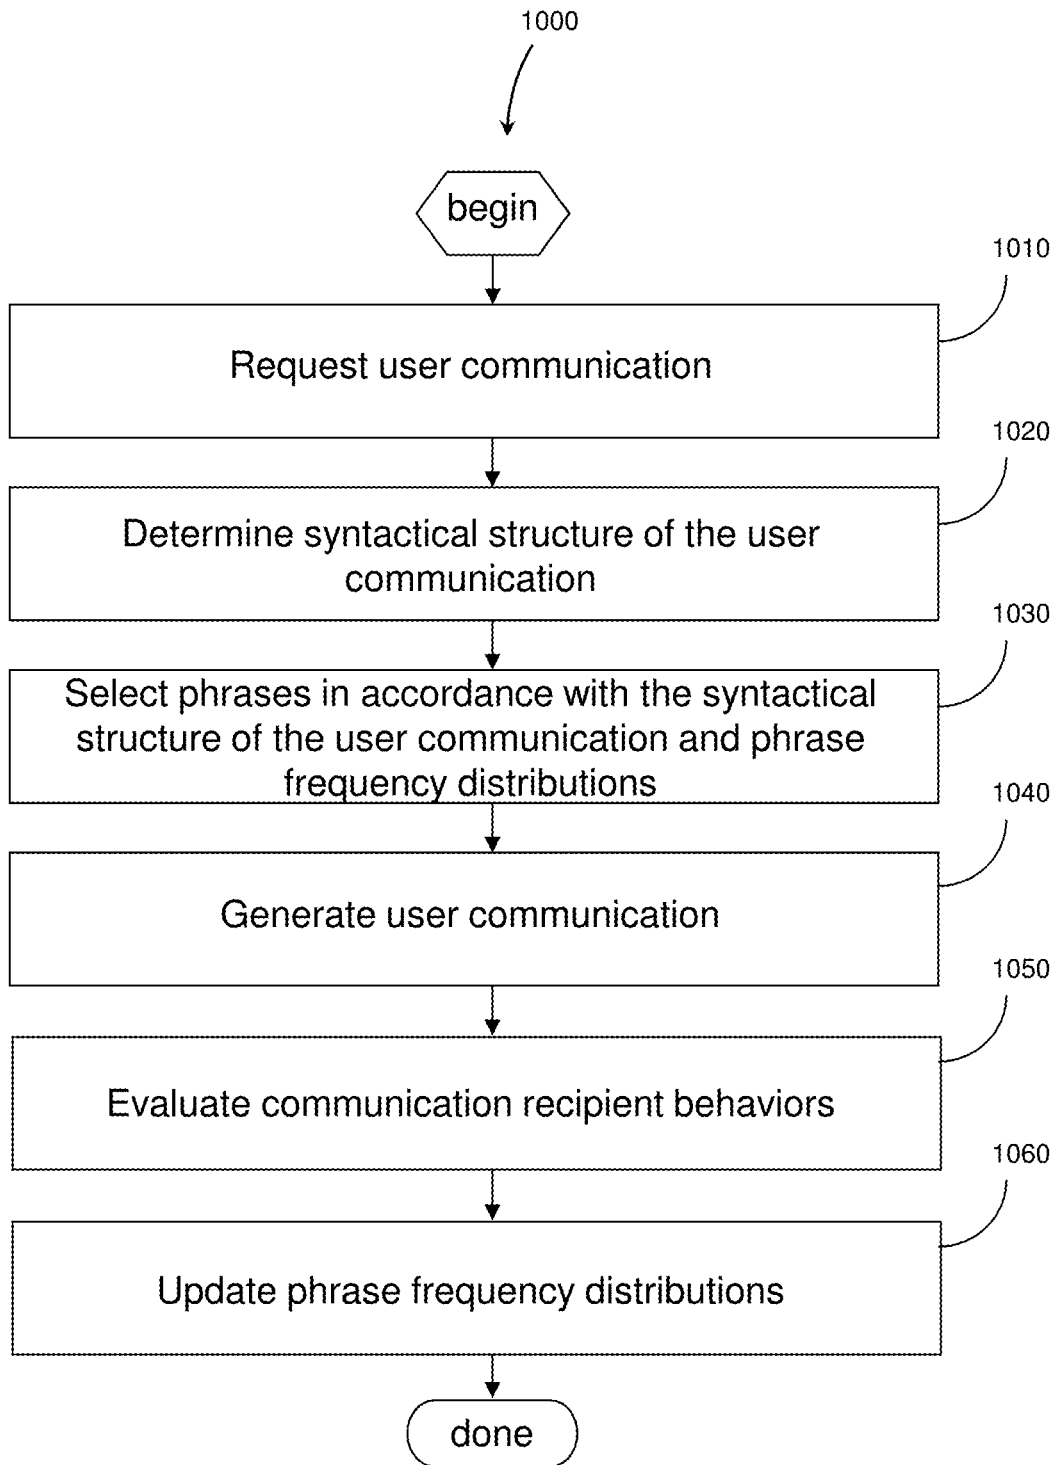 1000
begin
1010
Request user communication
1020
Determine syntactical structure of the user
communication
1030
Select phrases in accordance with the syntactical
structure of the user communication and phrase
frequency distributions
1040
Generate user communication
1050
Evaluate communication recipient behaviors
1060
Update phrase frequency distributions
done